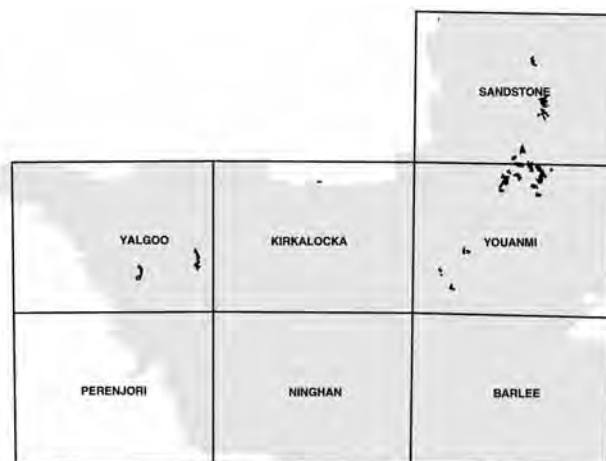 SANDSTONE
YALGOO
KIRKALOCKA
YOUANMI
PERENJORI
NINGHAN
BARLEE